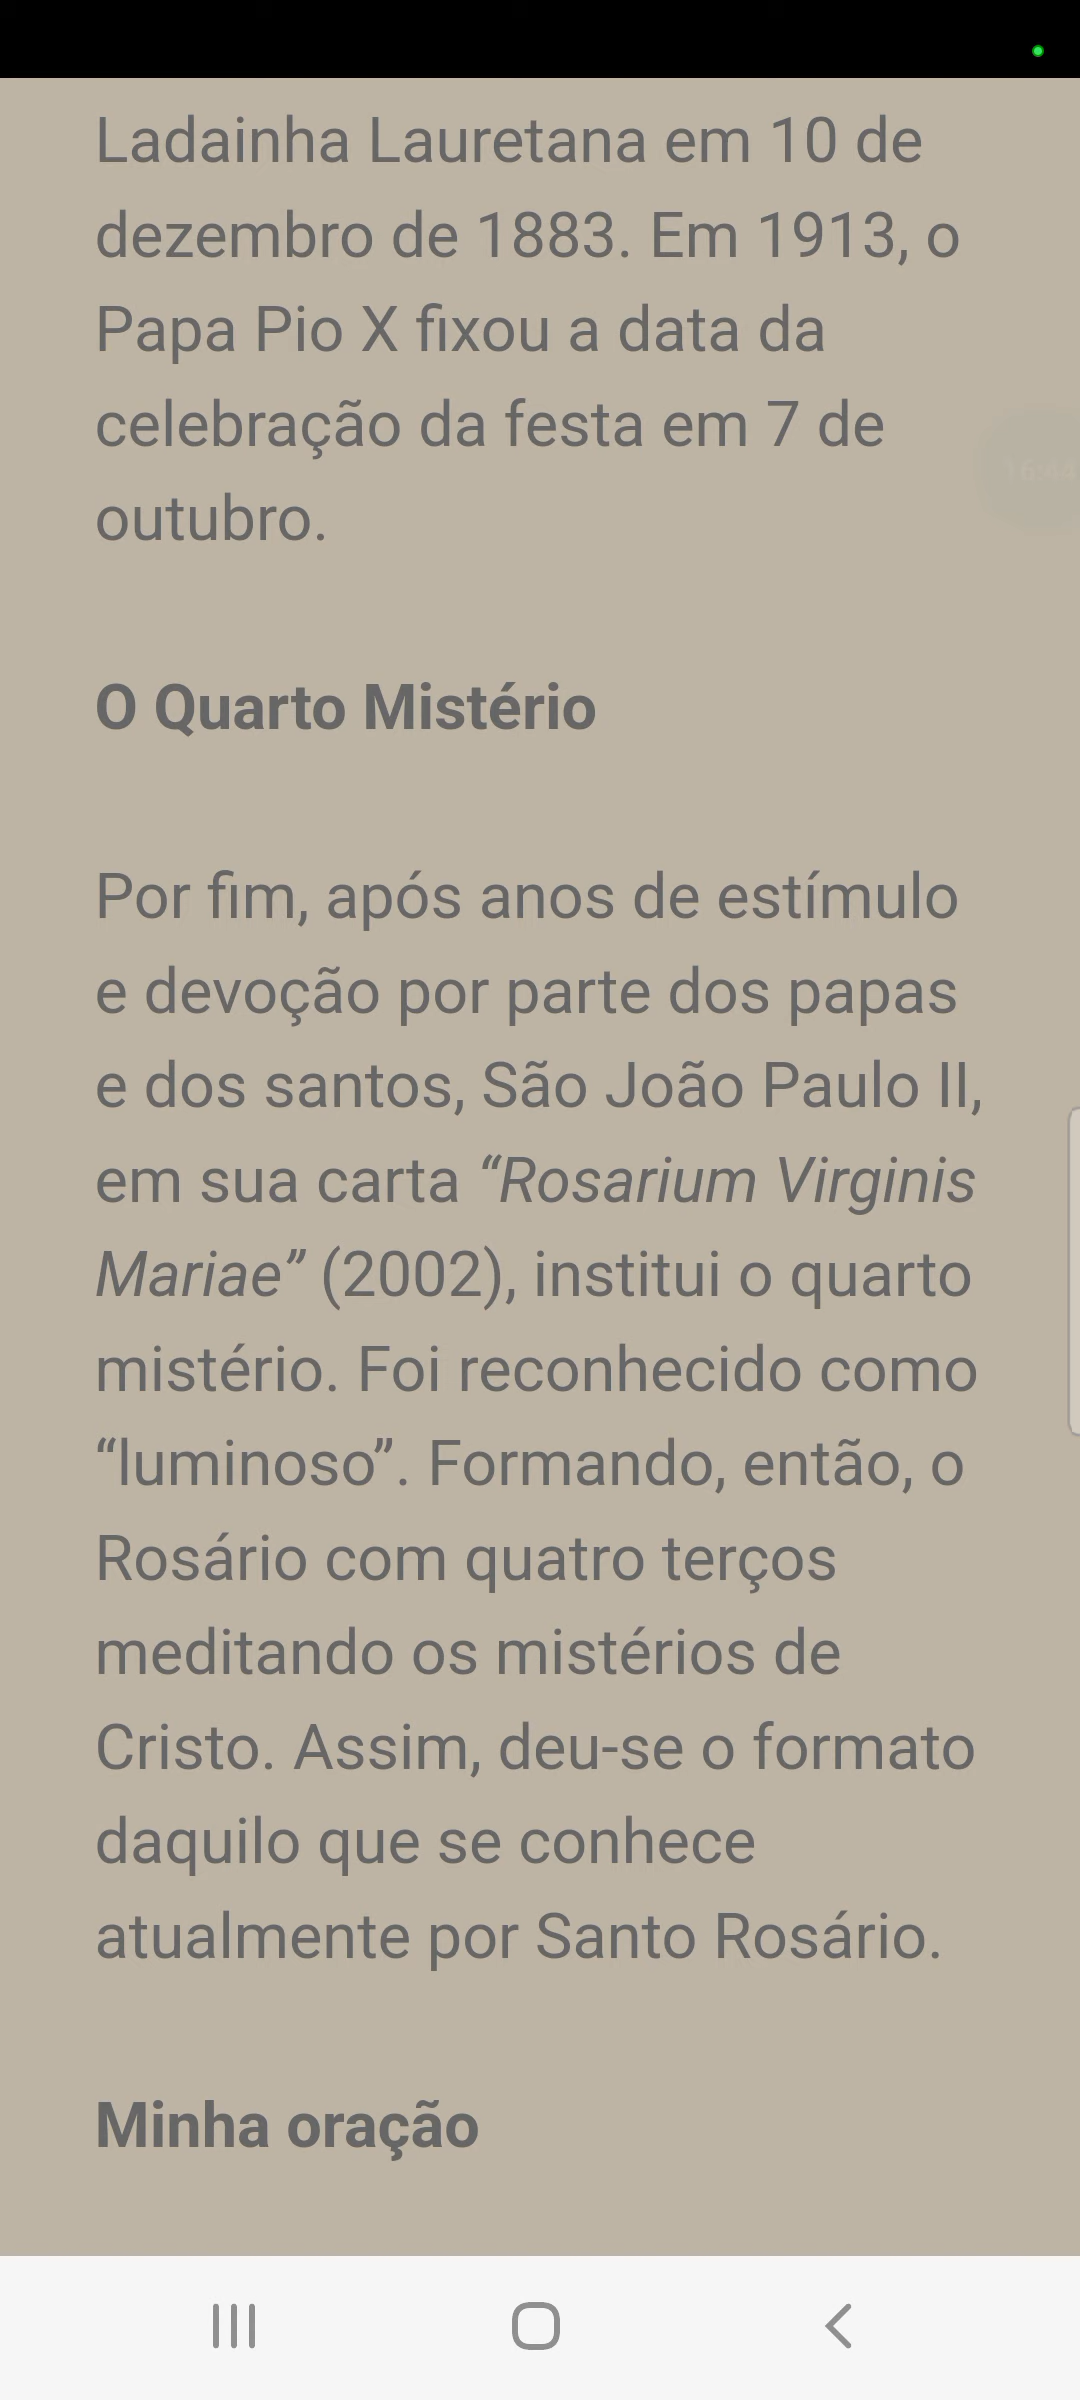 Ladainha Lauretana em 10 de
dezembro de 1883. Em 1913, o
Papa Pio X fixou a data da
celebração da festa em 7 de
outubro.
16:44
O Quarto Mistério
Por fim, após anos de estímulo
e devoção por parte dos papas
e dos santos, São João Paulo II,
em sua carta “Rosarium Virginis
Mariae” (2002), institui o quarto
mistério. Foi reconhecido como
“luminoso”. Formando, então, o
Rosário com quatro terços
meditando os mistérios de
Cristo. Assim, deu-se o formato
daquilo que se conhece
atualmente por Santo Rosário.
Minha oração